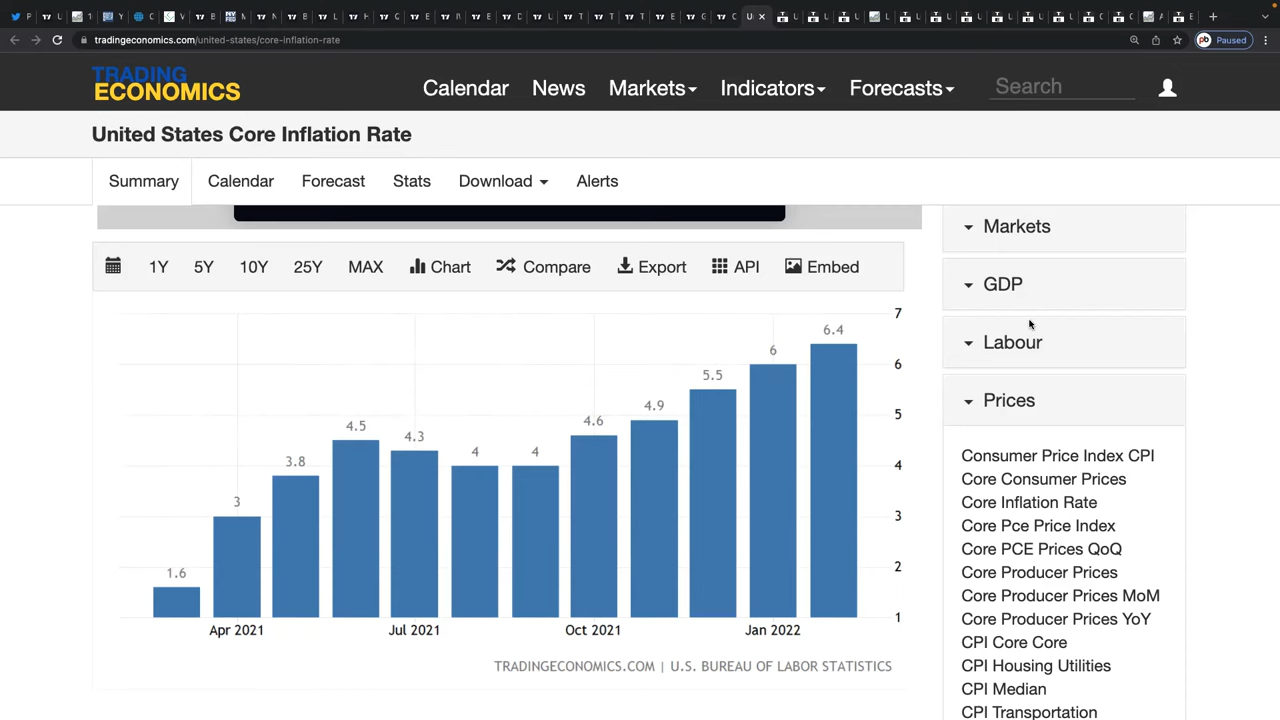 tradingeconomics.com/united-states/core-inflation-rate
Paused
TRADING
ECONOMICS
Calendar News Markets Indicators Forecasts Search
United States Core Inflation Rate
Summary Calendar Forecast Stats Download Alerts
1Y 5Y 10Y 25Y MAX Chart Compare Export API Embed
7
6
5
4
3
2
1
1.6
3
3.8
4.5
4.3
4
4
4.6
4.9
5.5
6
6.4
Apr 2021 Jul 2021 Oct 2021 Jan 2022
TRADINGECONOMICS.COM | U.S. BUREAU OF LABOR STATISTICS
Markets
GDP
Labour
Prices
Consumer Price Index CPI
Core Consumer Prices
Core Inflation Rate
Core Pce Price Index
Core PCE Prices QoQ
Core Producer Prices
Core Producer Prices MoM
Core Producer Prices YoY
CPI Core Core
CPI Housing Utilities
CPI Median
CPI Transportation